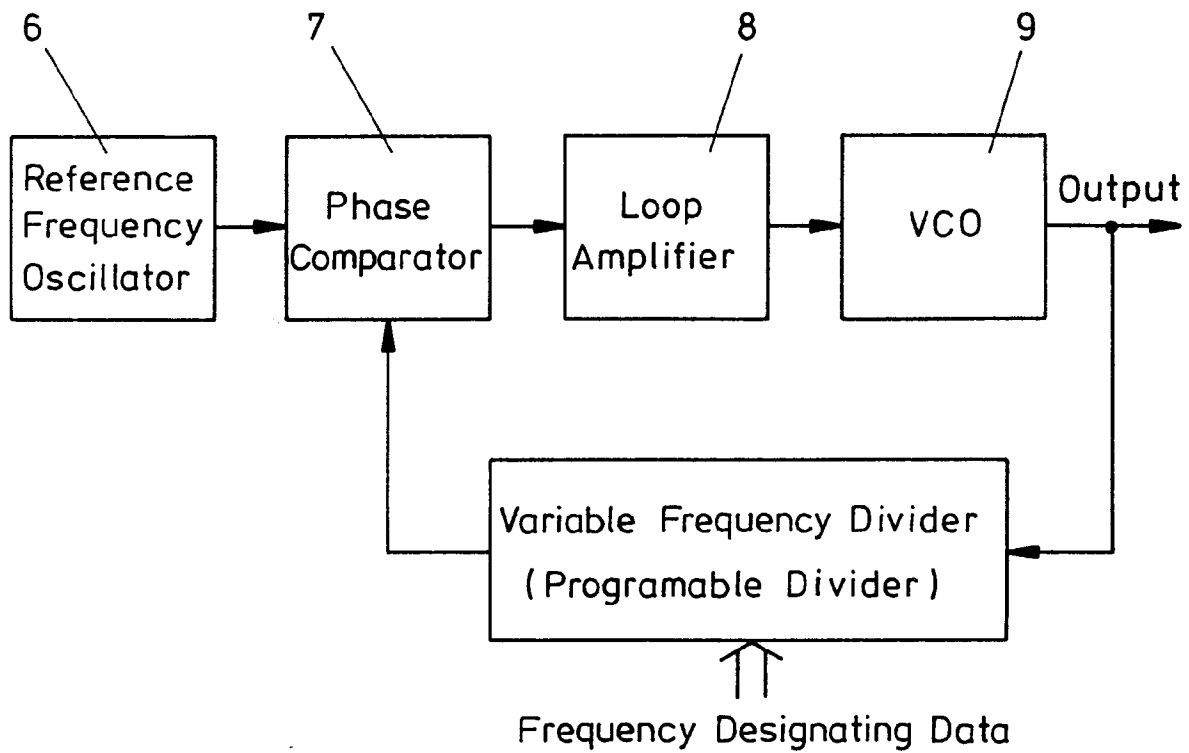 6
7
8
9
Reference
Frequency
Oscillator
Phase
Comparator
Loop
Amplifier
VCO
Output
Variable Frequency Divider
(Programable Divider)
Frequency Designating Data